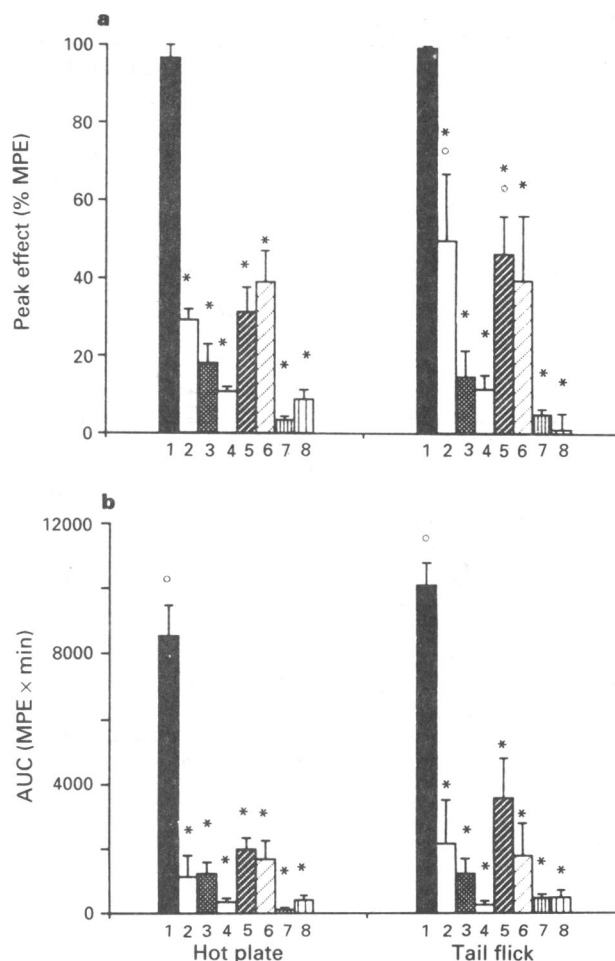 a
100
80
60
40
20
0
Peak effect (% MPE)
* * * * * * *
* ○ * * * ○ * * *
1 2 3 4 5 6 7 8 1 2 3 4 5 6 7 8
b
12000
8000
4000
0
AUC (MPE × min)
○ * * * * * * *
○ * * * * * * *
1 2 3 4 5 6 7 8 1 2 3 4 5 6 7 8
Hot plate Tail flick